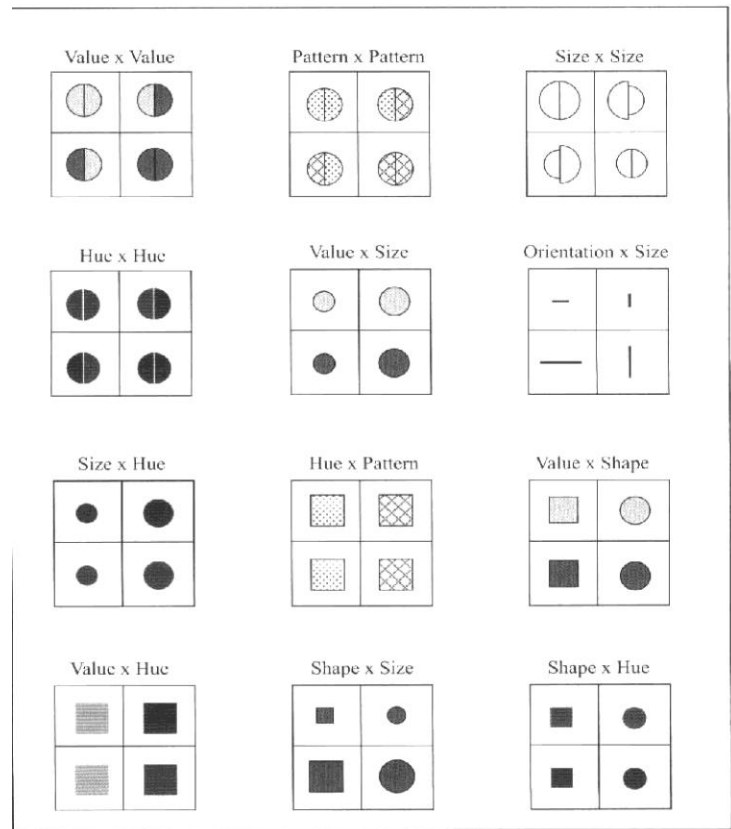 Value x Value
Pattern x Pattern
Size x Size
Hue x Hue
Value x Size
Orientation x Size
Size x Hue
Hue x Pattern
Value x Shape
Value x Hue
Shape x Size
Shape x Hue